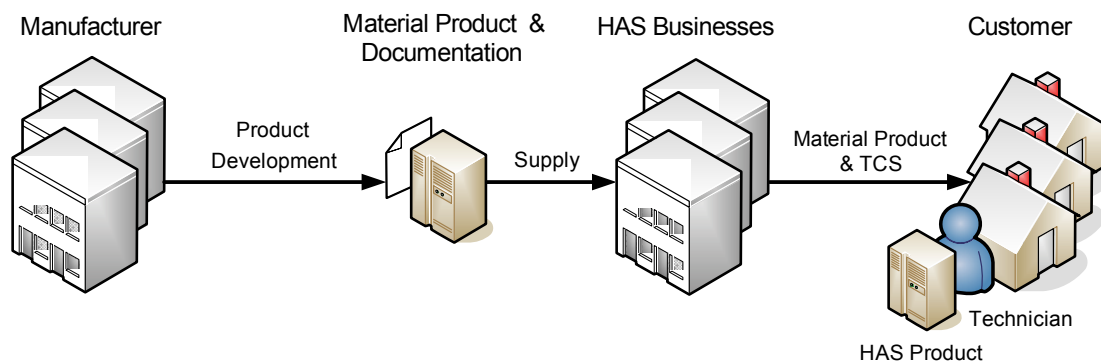 Manufacturer
Material Product &
Documentation
HAS Businesses
Customer
Product
Development
Supply
Material Product
& TCS
Technician
HAS Product